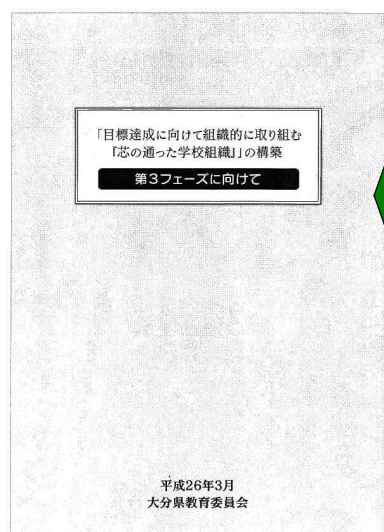 「目標達成に向けて組織的に取り組む
『芯の通った学校組織』」の構築
第3フェーズに向けて
平成26年3月
大分県教育委員会